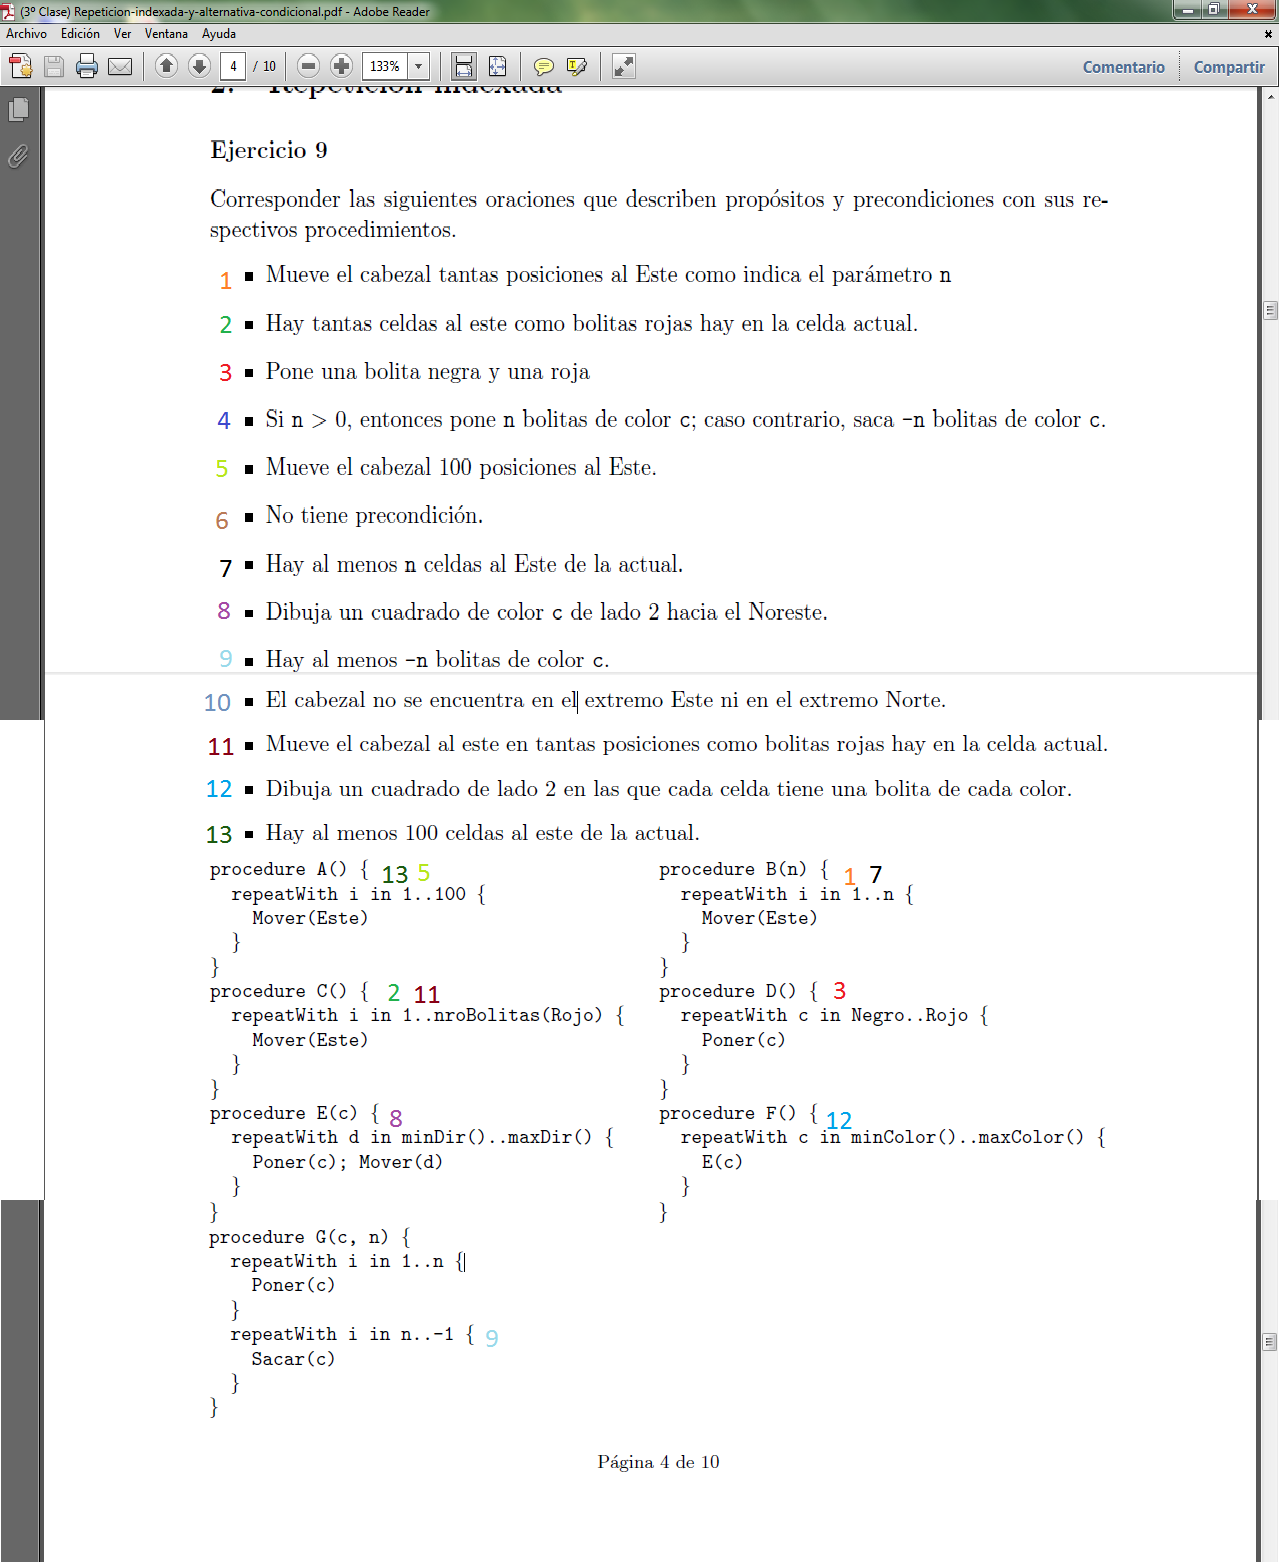 (3º Clase) Repeticion-indexada-y-alternativa-condicional.pdf - Adobe Reader
Archivo Edición Ver Ventana Ayuda
4 / 10 133% Comentario Compartir
2. Repetición indexada
Ejercicio 9
Corresponder las siguientes oraciones que describen propósitos y precondiciones con sus re-
spectivos procedimientos.
1 ▪ Mueve el cabezal tantas posiciones al Este como indica el parámetro n
2 ▪ Hay tantas celdas al este como bolitas rojas hay en la celda actual.
3 ▪ Pone una bolita negra y una roja
4 ▪ Si n > 0, entonces pone n bolitas de color c; caso contrario, saca -n bolitas de color c.
5 ▪ Mueve el cabezal 100 posiciones al Este.
6 ▪ No tiene precondición.
7 ▪ Hay al menos n celdas al Este de la actual.
8 ▪ Dibuja un cuadrado de color c de lado 2 hacia el Noreste.
9 ▪ Hay al menos -n bolitas de color c.
10 ▪ El cabezal no se encuentra en el extremo Este ni en el extremo Norte.
11 ▪ Mueve el cabezal al este en tantas posiciones como bolitas rojas hay en la celda actual.
12 ▪ Dibuja un cuadrado de lado 2 en las que cada celda tiene una bolita de cada color.
13 ▪ Hay al menos 100 celdas al este de la actual.
procedure A() { 13 5
repeatWith i in 1..100 {
Mover(Este)
}
}
procedure B(n) { 1 7
repeatWith i in 1..n {
Mover(Este)
}
}
procedure C() { 2 11
repeatWith i in 1..nroBolitas(Rojo) {
Mover(Este)
}
}
procedure D() { 3
repeatWith c in Negro..Rojo {
Poner(c)
}
}
procedure E(c) { 8
repeatWith d in minDir()..maxDir() {
Poner(c); Mover(d)
}
}
procedure F() { 12
repeatWith c in minColor()..maxColor() {
E(c)
}
}
procedure G(c, n) {
repeatWith i in 1..n {
Poner(c)
}
repeatWith i in n..-1 { 9
Sacar(c)
}
}
Página 4 de 10